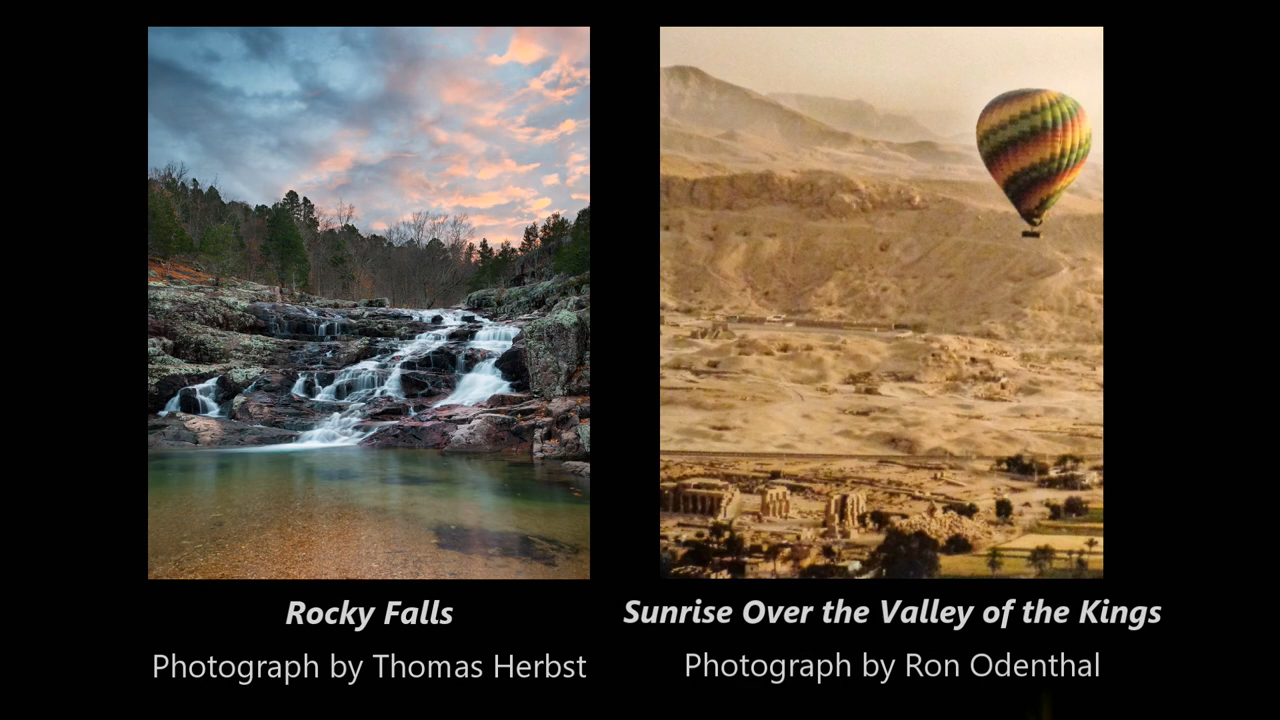 Rocky Falls
Photograph by Thomas Herbst
Sunrise Over the Valley of the Kings
Photograph by Ron Odenthal